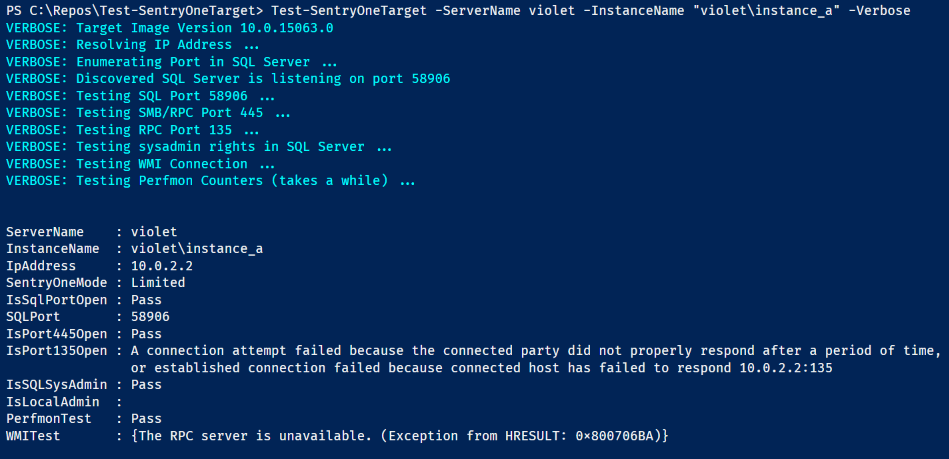 PS C:\Repos\Test-SentryOneTarget> Test-SentryOneTarget -ServerName violet -InstanceName "violet\instance_a" -Verbose
VERBOSE: Target Image Version 10.0.15063.0
VERBOSE: Resolving IP Address ...
VERBOSE: Enumerating Port in SQL Server ...
VERBOSE: Discovered SQL Server is listening on port 58906
VERBOSE: Testing SQL Port 58906 ...
VERBOSE: Testing SMB/RPC Port 445 ...
VERBOSE: Testing RPC Port 135 ...
VERBOSE: Testing sysadmin rights in SQL Server ...
VERBOSE: Testing WMI Connection ...
VERBOSE: Testing Perfmon Counters (takes a while) ...
ServerName : violet
InstanceName : violet\instance_a
IpAddress : 10.0.2.2
SentryOneMode : Limited
IsSqlPortOpen : Pass
SQLPort : 58906
IsPort445Open : Pass
IsPort135Open : A connection attempt failed because the connected party did not properly respond after a period of time,
or established connection failed because connected host has failed to respond 10.0.2.2:135
IsSQLSysAdmin : Pass
IsLocalAdmin :
PerfmonTest : Pass
WMITest : {The RPC server is unavailable. (Exception from HRESULT: 0×800706BA)}